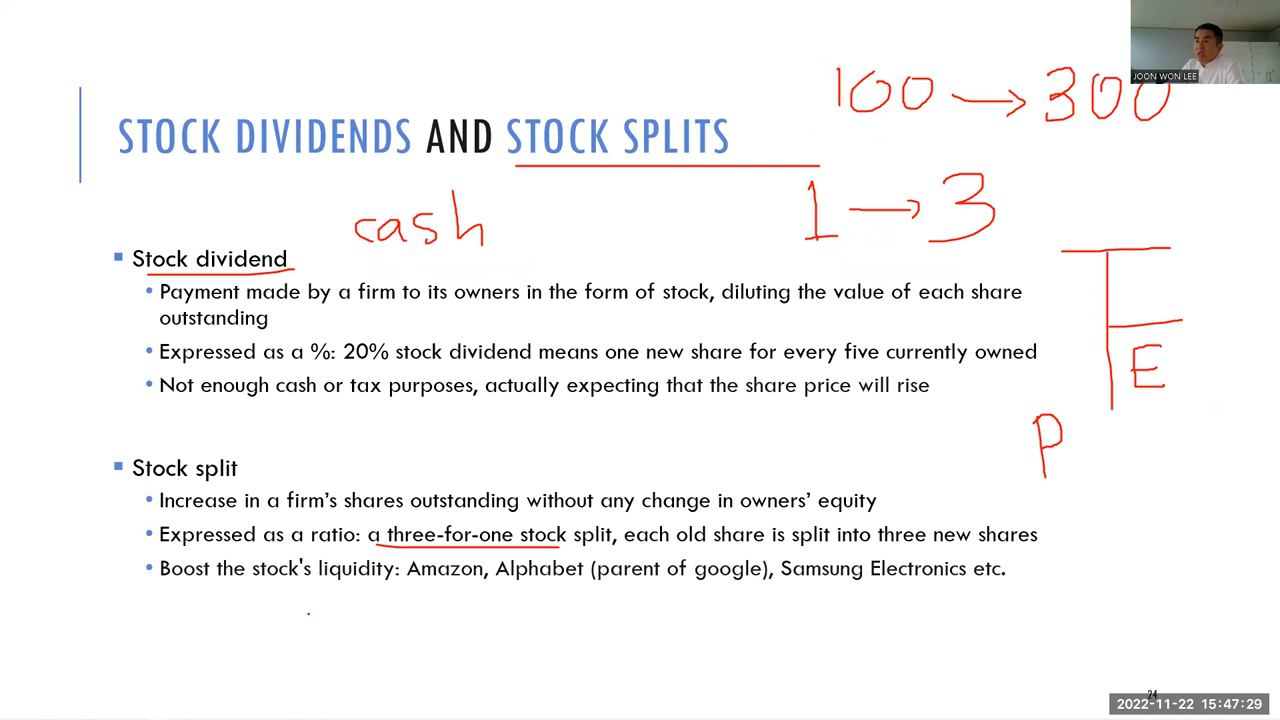 100 → 300
JOON WON LEE
STOCK DIVIDENDS AND STOCK SPLITS
1 → 3
cash
▪ Stock dividend
• Payment made by a firm to its owners in the form of stock, diluting the value of each share
outstanding
• Expressed as a %: 20% stock dividend means one new share for every five currently owned
E
• Not enough cash or tax purposes, actually expecting that the share price will rise
P
▪ Stock split
• Increase in a firm’s shares outstanding without any change in owners’ equity
• Expressed as a ratio: a three-for-one stock split, each old share is split into three new shares
• Boost the stock's liquidity: Amazon, Alphabet (parent of google), Samsung Electronics etc.
24
2022-11-22 15:47:29